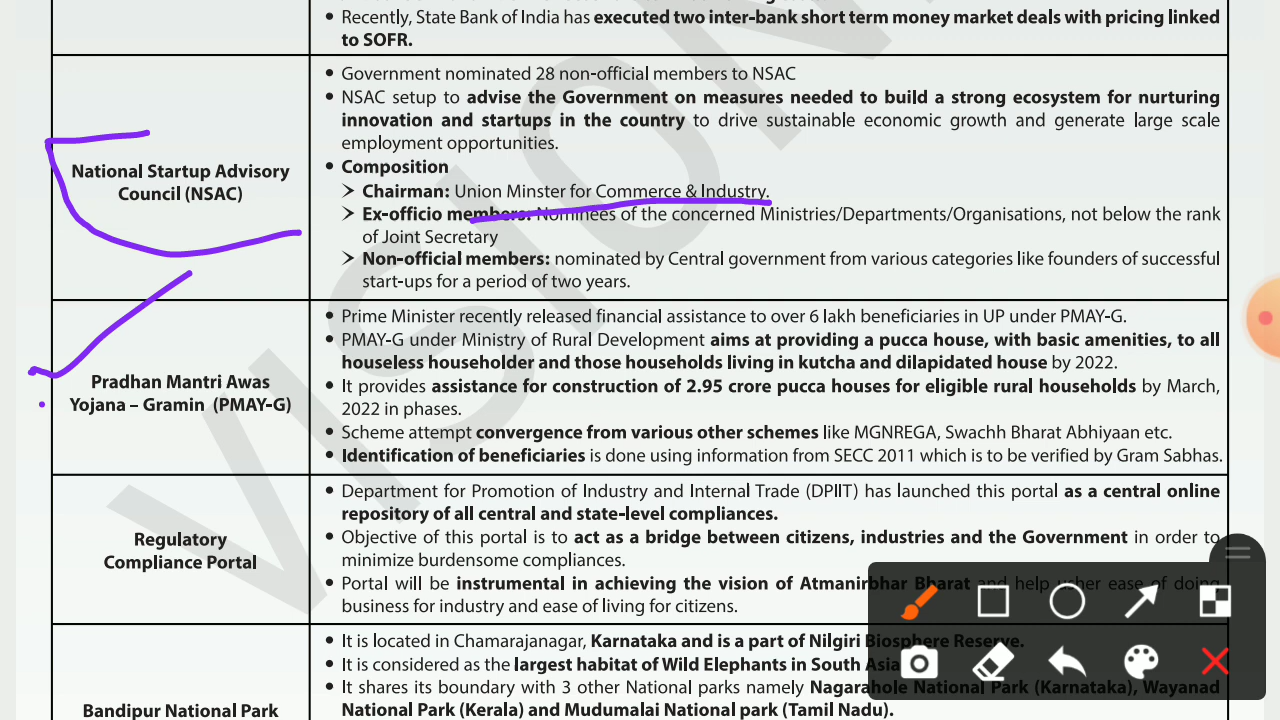 • Recently, State Bank of India has executed two inter-bank short term money market deals with pricing linked
to SOFR.
National Startup Advisory
Council (NSAC)
• Government nominated 28 non-official members to NSAC
• NSAC setup to advise the Government on measures needed to build a strong ecosystem for nurturing
innovation and startups in the country to drive sustainable economic growth and generate large scale
employment opportunities.
• Composition
➤ Chairman: Union Minster for Commerce & Industry.
➤ Ex-officio members: Nominees of the concerned Ministries/Departments/Organisations, not below the rank
of Joint Secretary
➤ Non-official members: nominated by Central government from various categories like founders of successful
start-ups for a period of two years.
Pradhan Mantri Awas
Yojana – Gramin (PMAY-G)
• Prime Minister recently released financial assistance to over 6 lakh beneficiaries in UP under PMAY-G.
• PMAY-G under Ministry of Rural Development aims at providing a pucca house, with basic amenities, to all
houseless householder and those households living in kutcha and dilapidated house by 2022.
• It provides assistance for construction of 2.95 crore pucca houses for eligible rural households by March,
2022 in phases.
• Scheme attempt convergence from various other schemes like MGNREGA, Swachh Bharat Abhiyaan etc.
• Identification of beneficiaries is done using information from SECC 2011 which is to be verified by Gram Sabhas.
Regulatory
Compliance Portal
• Department for Promotion of Industry and Internal Trade (DPIIT) has launched this portal as a central online
repository of all central and state-level compliances.
• Objective of this portal is to act as a bridge between citizens, industries and the Government in order to
minimize burdensome compliances.
• Portal will be instrumental in achieving the vision of Atmanirbhar Bharat and help usher ease of doing
business for industry and ease of living for citizens.
Bandipur National Park
• It is located in Chamarajanagar, Karnataka and is a part of Nilgiri Biosphere Reserve.
• It is considered as the largest habitat of Wild Elephants in South Asia
• It shares its boundary with 3 other National parks namely Nagarahole National Park (Karnataka), Wayanad
National Park (Kerala) and Mudumalai National park (Tamil Nadu).
VISION